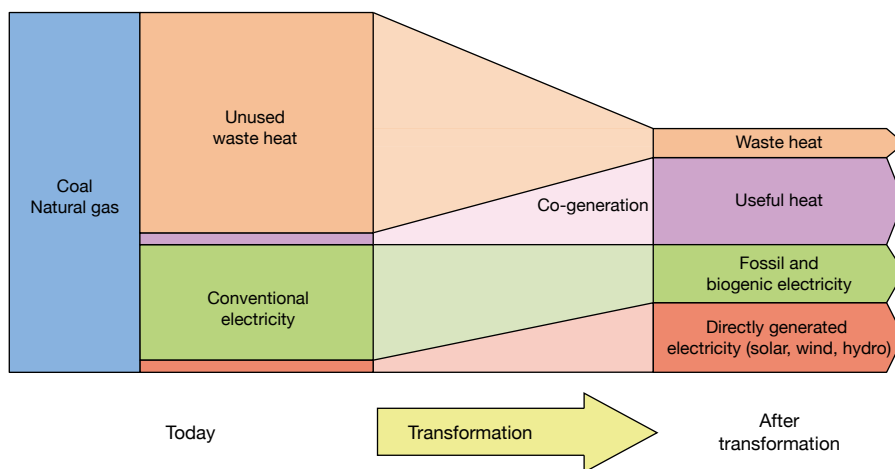 Coal
Natural gas
Unused
waste heat
Conventional
electricity
Co-generation
Waste heat
Useful heat
Fossil and
biogenic electricity
Directly generated
electricity (solar, wind, hydro)
Today
Transformation
After
transformation